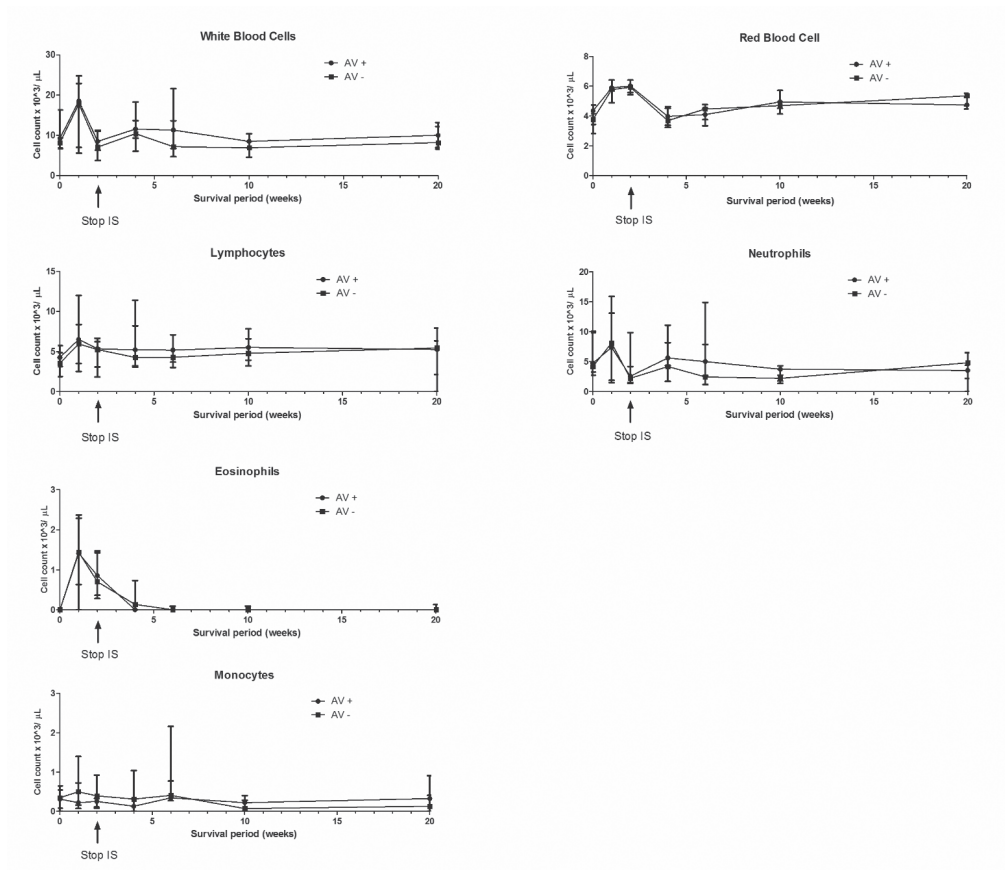 White Blood Cells
Cell count x 10^3/ µL
30
20
10
0
AV +
AV -
0 5 10 15 20
Survival period (weeks)
Stop IS
Red Blood Cell
Cell count x 10^3/ µL
8
6
4
2
0
AV +
AV -
0 5 10 15 20
Survival period (weeks)
Stop IS
Lymphocytes
Cell count x 10^3/ µL
15
10
5
0
AV +
AV -
0 5 10 15 20
Survival period (weeks)
Stop IS
Neutrophils
Cell count x 10^3/ µL
20
15
10
5
0
AV +
AV -
0 5 10 15 20
Survival period (weeks)
Stop IS
Eosinophils
Cell count x 10^3/ µL
3
2
1
0
AV +
AV -
0 5 10 15 20
Survival period (weeks)
Stop IS
Monocytes
Cell count x 10^3/ µL
3
2
1
0
AV +
AV -
0 5 10 15 20
Survival period (weeks)
Stop IS